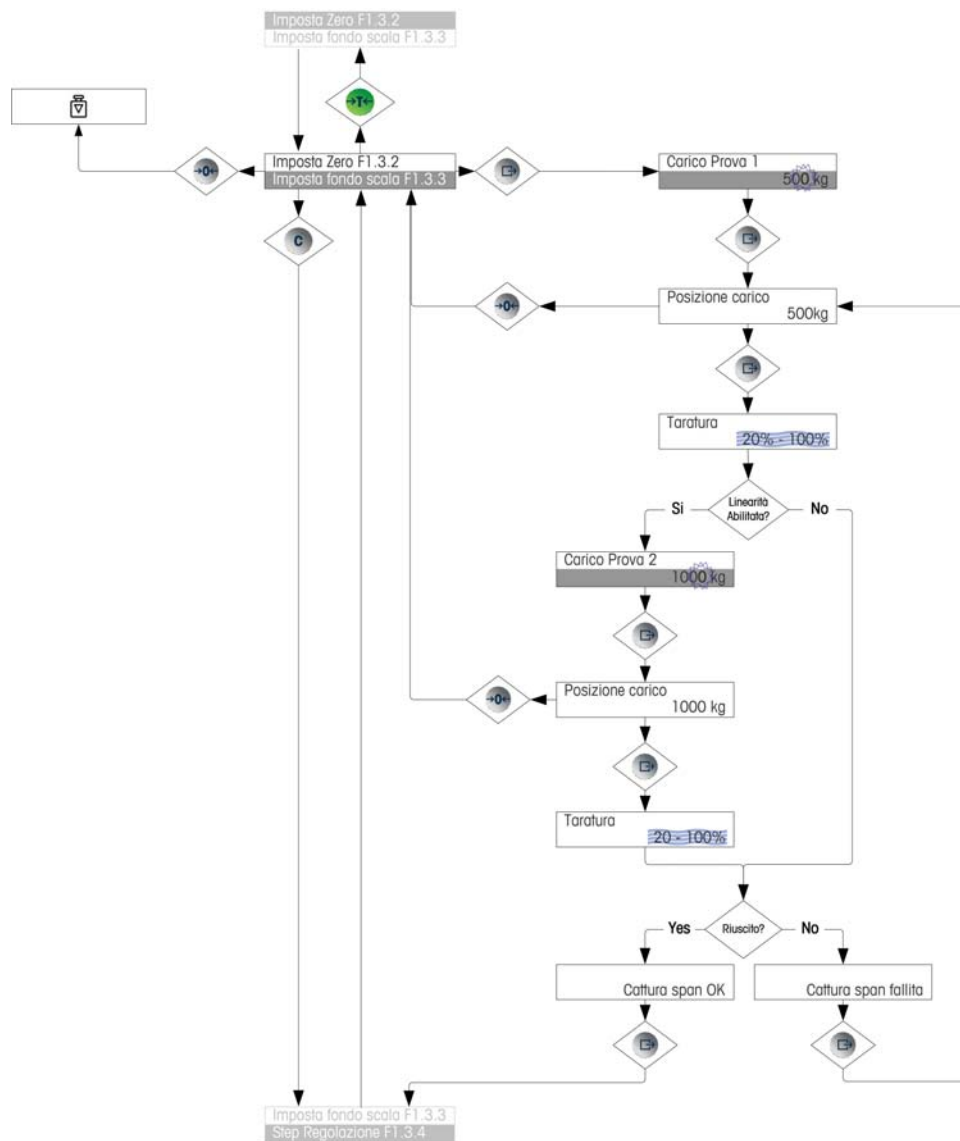 Imposta Zero F1.3.2
Imposta fondo scala F1.3.3
→T←
→0←
Imposta Zero F1.3.2
Imposta fondo scala F1.3.3
Carico Prova 1
500 kg
C
→0←
Posizione carico
500kg
Taratura
20% - 100%
Si
Linearità
Abilitata?
No
Carico Prova 2
1000 kg
→0←
Posizione carico
1000 kg
Taratura
20 - 100%
Yes
Riuscito?
No
Cattura span OK
Cattura span fallita
Imposta fondo scala F1.3.3
Step Regolazione F1.3.4